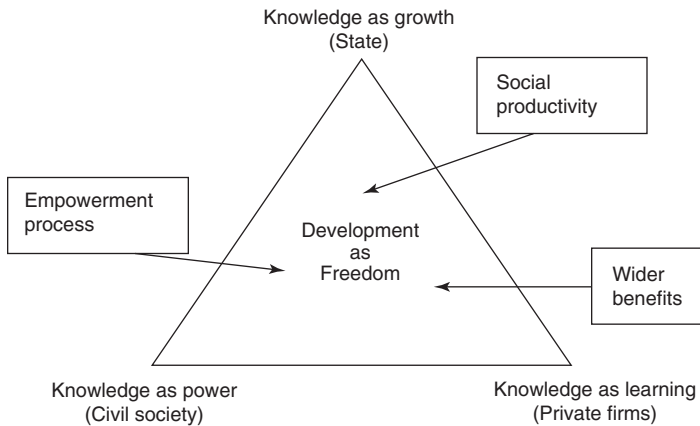 Knowledge as growth
(State)
Social
productivity
Empowerment
process
Development
as
Freedom
Wider
benefits
Knowledge as power
(Civil society)
Knowledge as learning
(Private firms)